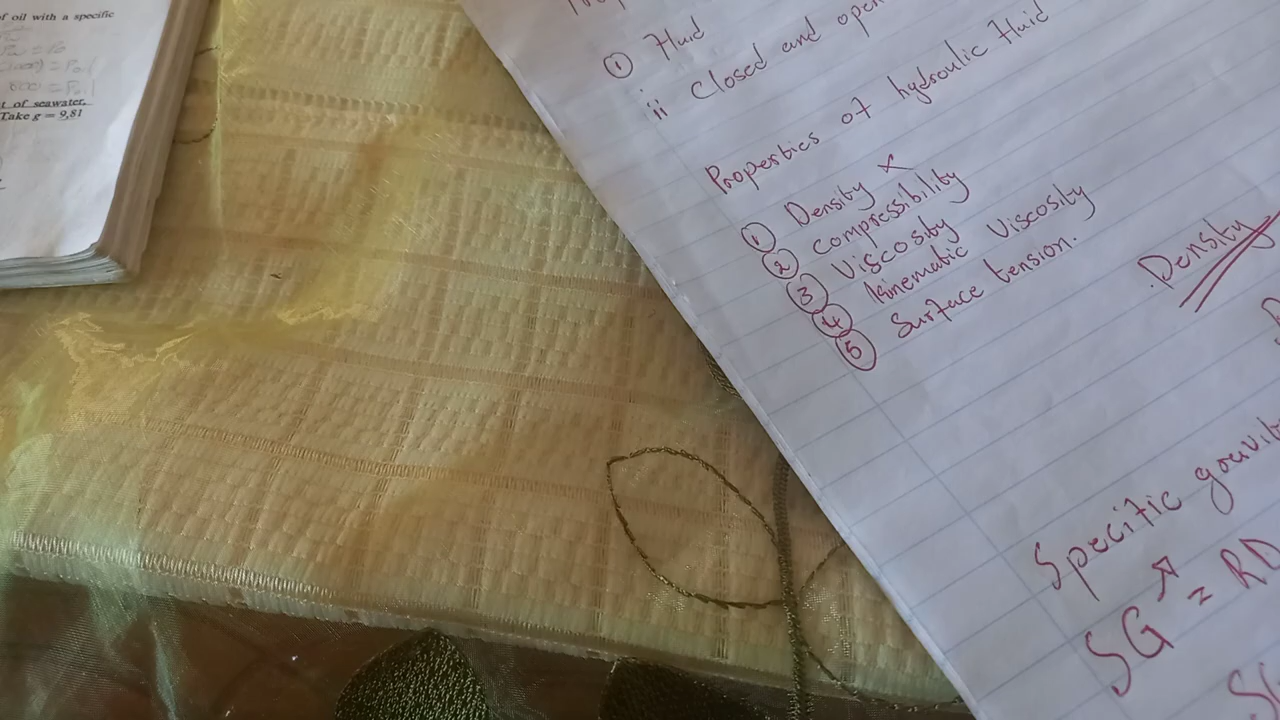 of oil with a specific
t of seawater.
Take g = 9,81
① Fluid
ii Closed and open
Properties of hydraulic Fluid
① Density x
② compressibility
③ Viscosity
④ Kinematic Viscosity
⑤ Surface tension.
Density
Specific gravit
SG = RD